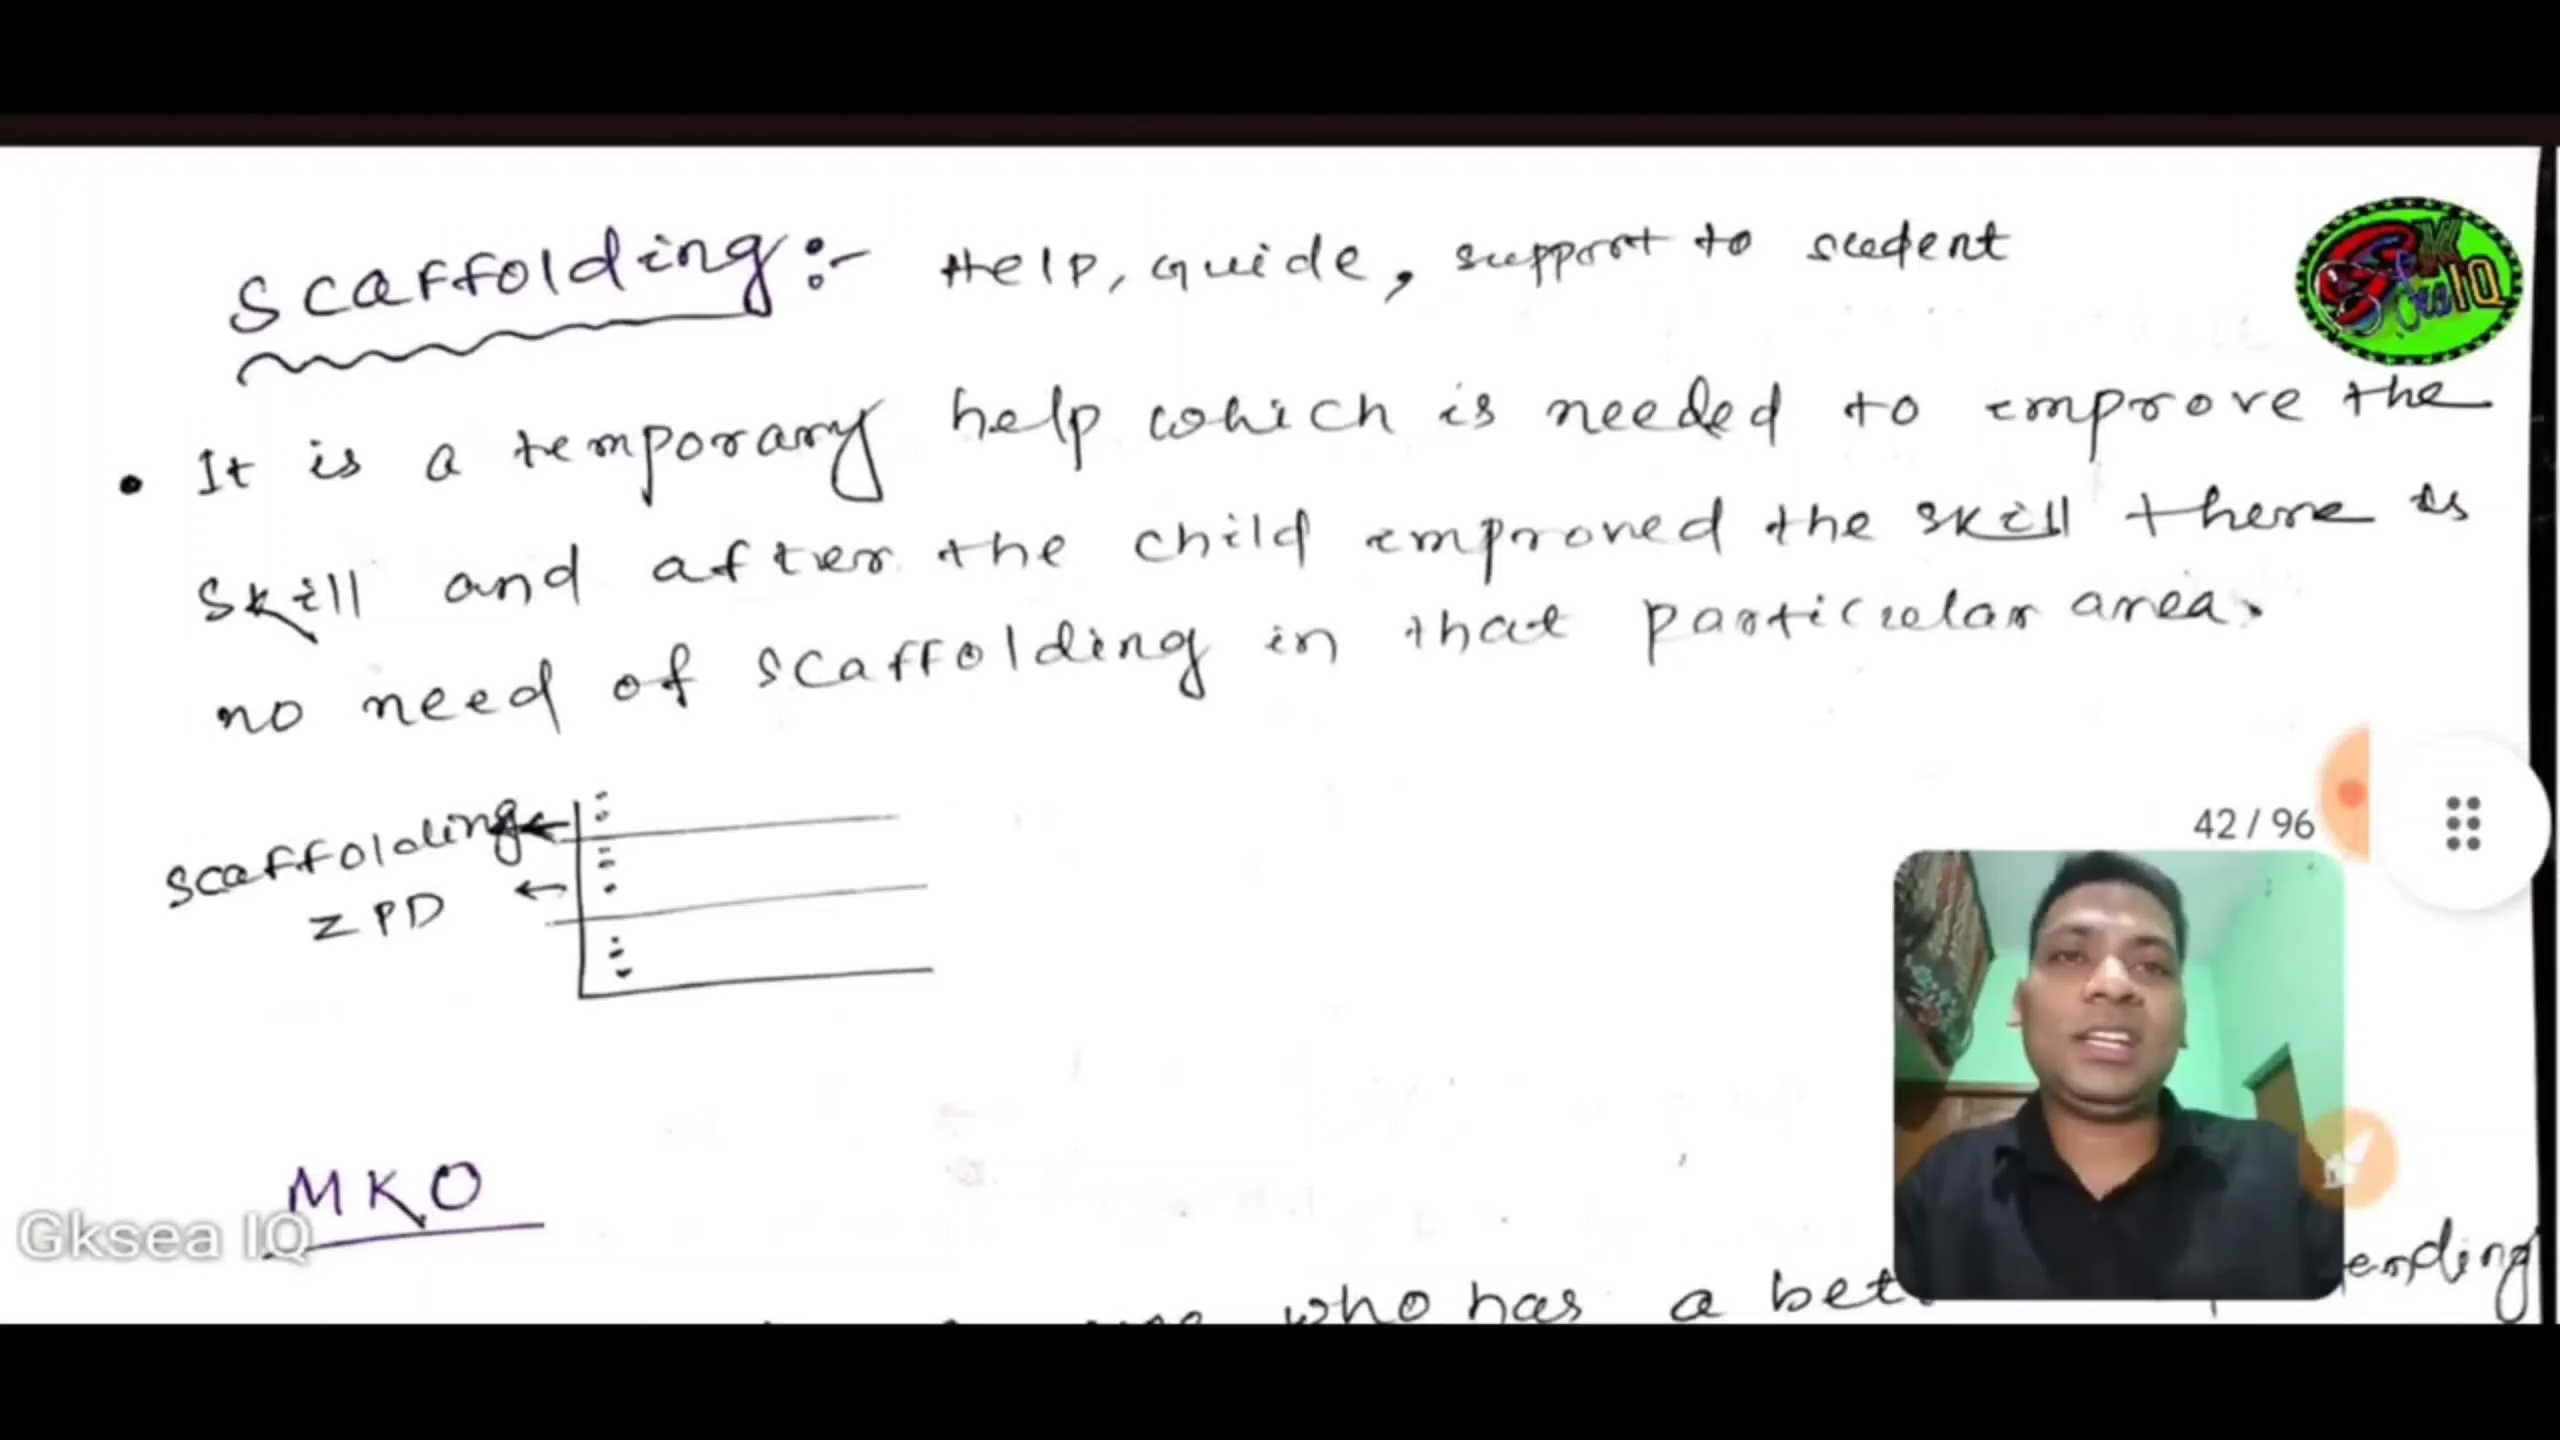 Scaffolding:- Help, Guide, support to student
• It is a temporary help which is needed to improve the
skill and after the child improved the skill there is
no need of scaffolding in that particular area.
Scaffolding
ZPD
42 / 96
MKO
Gksea IQ
who has a
IQ